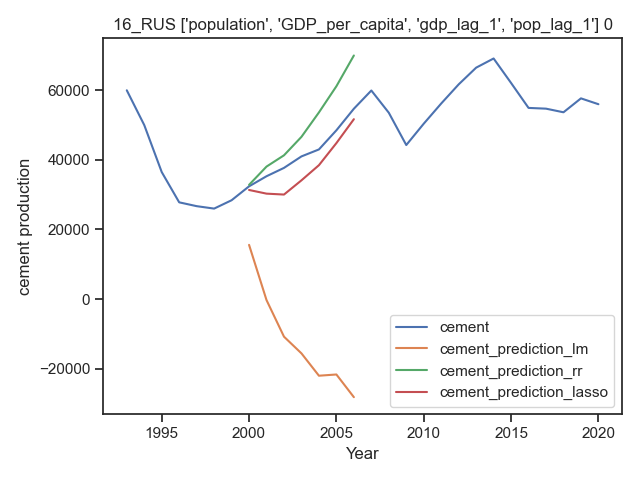 16_RUS ['population', 'GDP_per_capita', 'gdp_lag_1', 'pop_lag_1'] 0
cement production
60000
40000
20000
0
−20000
cement
cement_prediction_lm
cement_prediction_rr
cement_prediction_lasso
1995 2000 2005 2010 2015 2020
Year